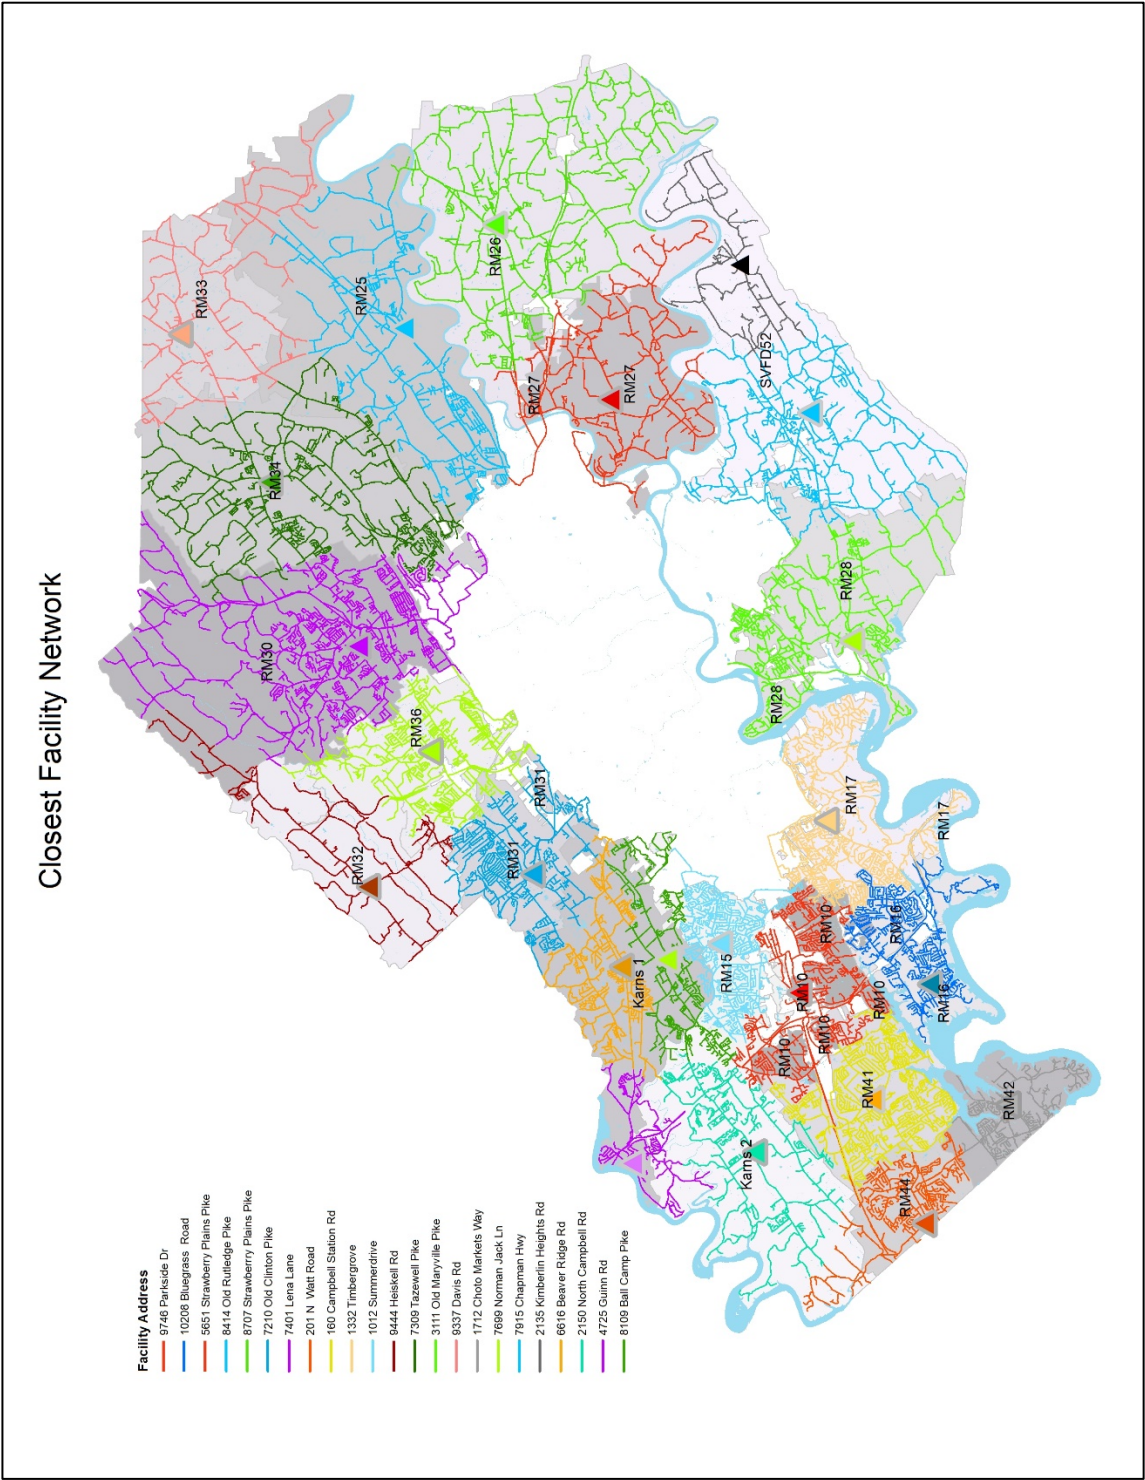 Closest Facility Network
Facility Address
9746 Parkside Dr
10208 Bluegrass Road
5651 Strawberry Plains Pike
8414 Old Rutledge Pike
8707 Strawberrry Plains Pike
7210 Old Clinton Pike
7401 Lena Lane
201 N Watt Road
160 Campbell Station Rd
1332 Timbergrove
1012 Summerdrive
9444 Heiskell Rd
7309 Tazewell Pike
3111 Old Maryville Pike
9337 Davis Rd
1712 Choto Markets Way
7699 Norman Jack Ln
7915 Chapman Hwy
2135 Kimberlin Heights Rd
6616 Beaver Ridge Rd
2150 North Campbell Rd
4725 Guinn Rd
8109 Ball Camp Pike
RM33
RM25
RM26
RM34
RM27
RM27
RM30
SVFD52
RM36
RM28
RM28
RM32
RM31
RM31
RM17
RM17
Karns 1
RM15
RM10
RM10
RM10
RM10
RM10
RM16
RM16
Karns 2
RM41
RM42
RM44